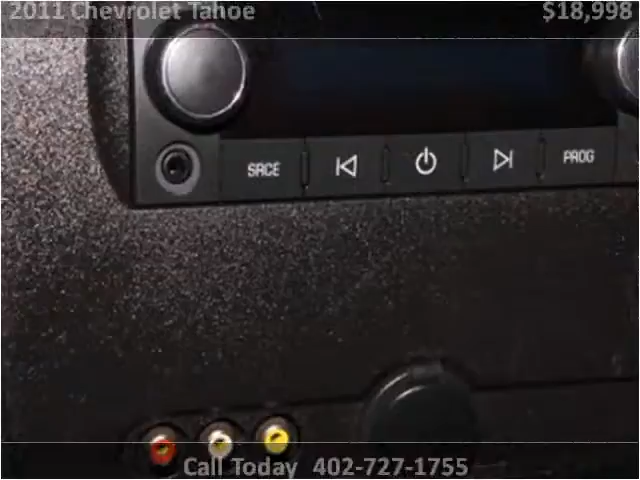 2011 Chevrolet Tahoe $18,998
SRCE PROG
Call Today 402-727-1755